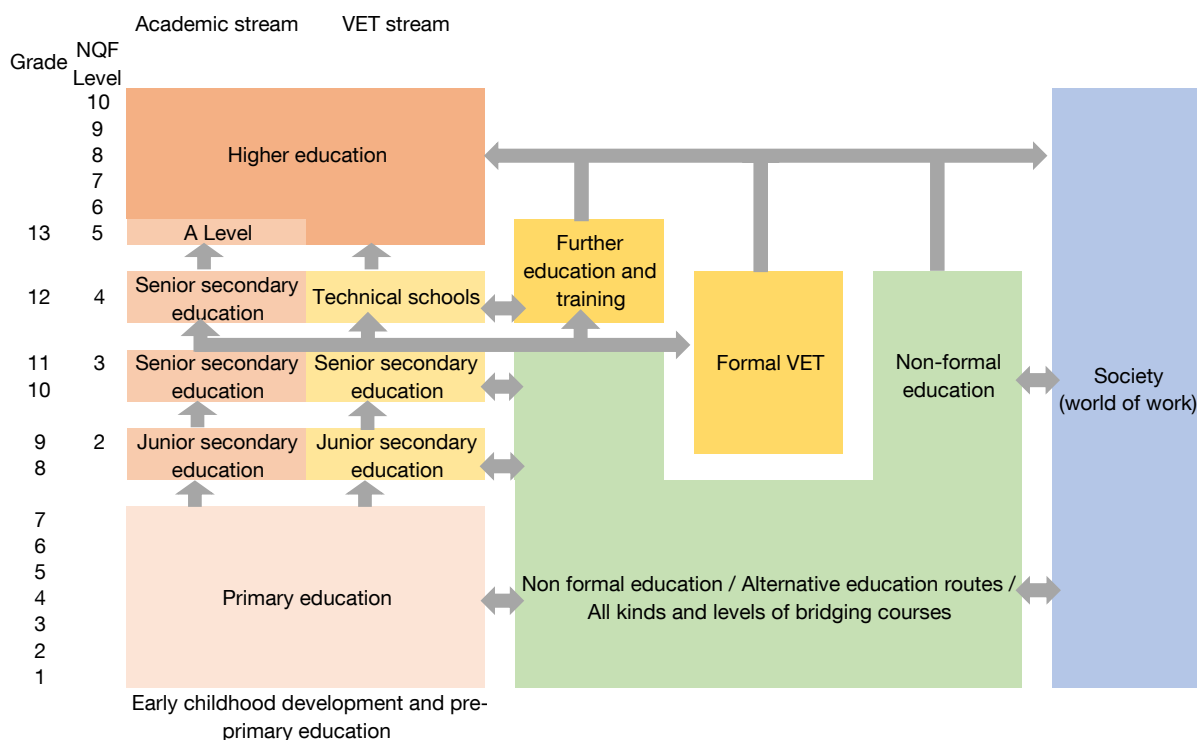 Academic stream
VET stream
Grade
NQF
Level
10
9
8
7
6
Higher education
13
5
A Level
12
4
Senior secondary
education
Technical schools
Further
education and
training
11
10
3
Senior secondary
education
Senior secondary
education
Formal VET
Non-formal
education
Society
(world of work)
9
8
2
Junior secondary
education
Junior secondary
education
7
6
5
4
3
2
1
Primary education
Non formal education / Alternative education routes /
All kinds and levels of bridging courses
Early childhood development and pre-
primary education